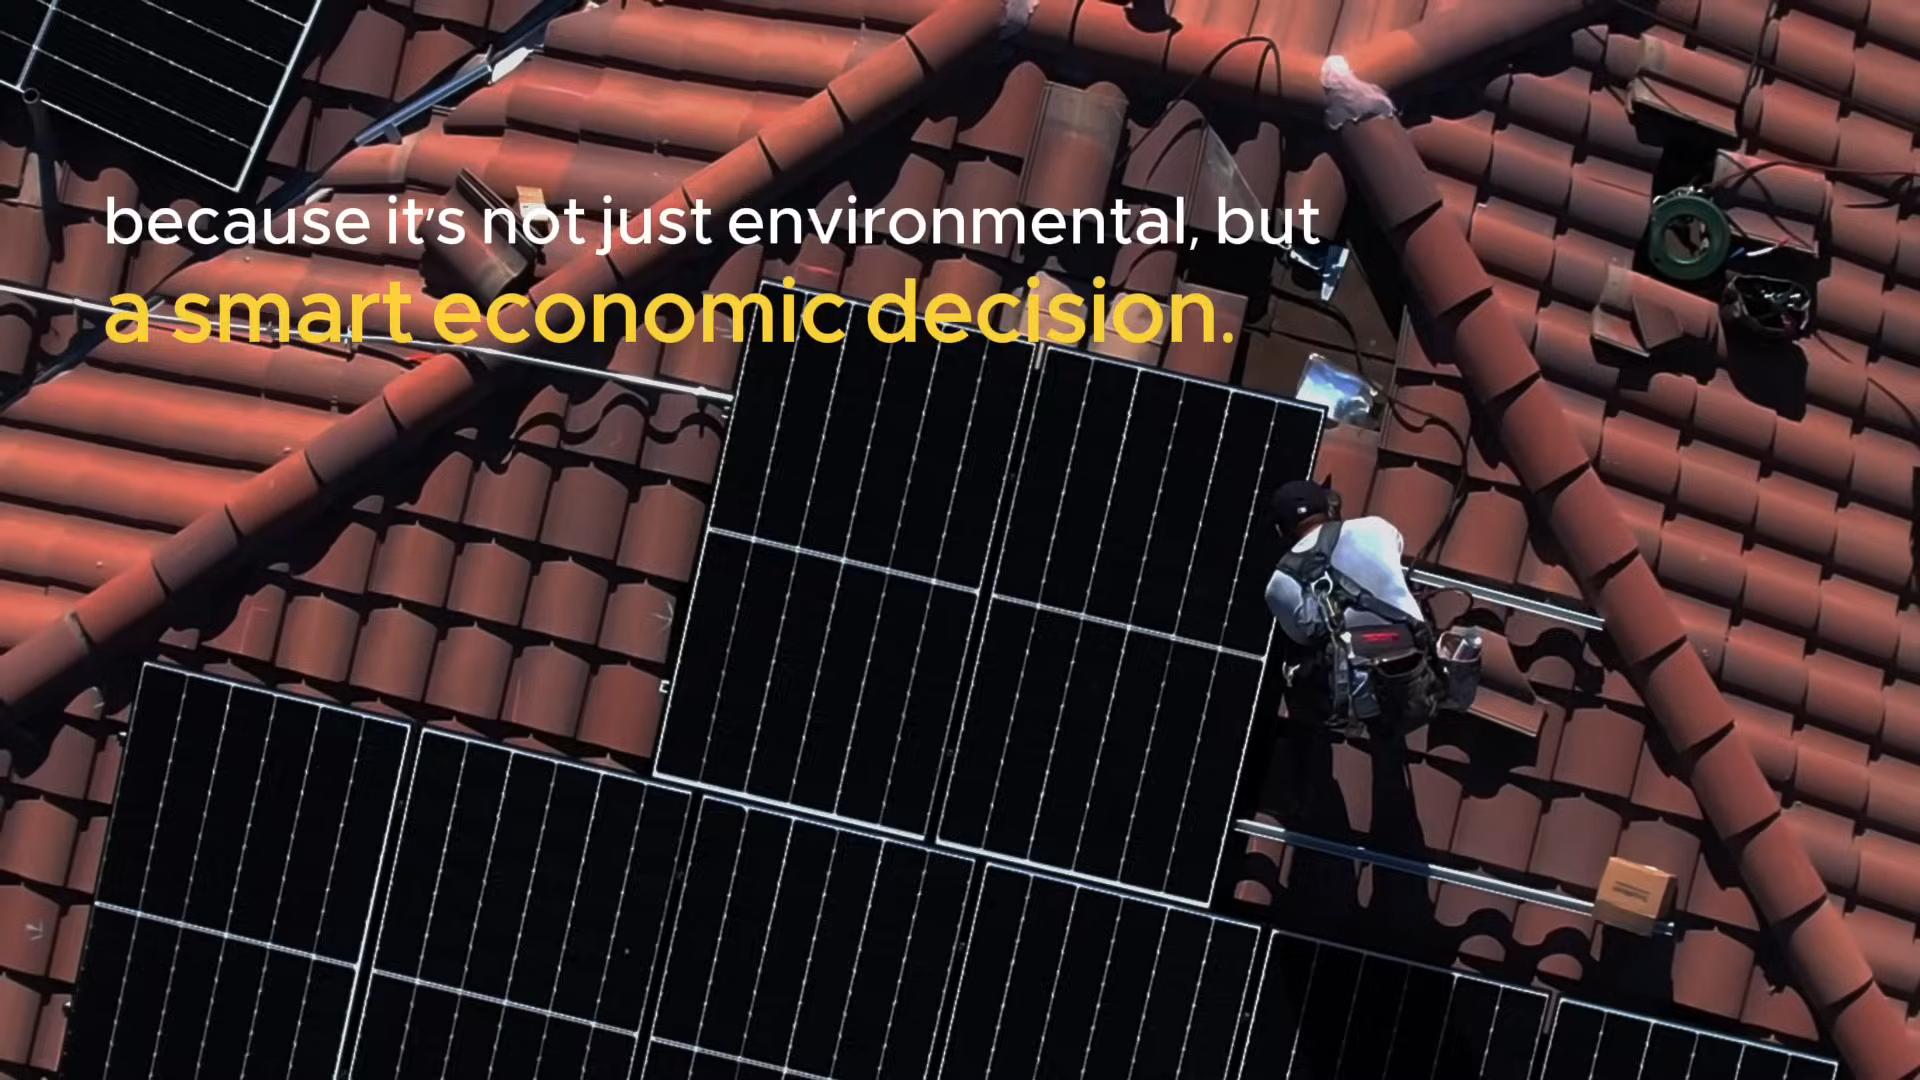 because it's not just environmental, but
a smart economic decision.